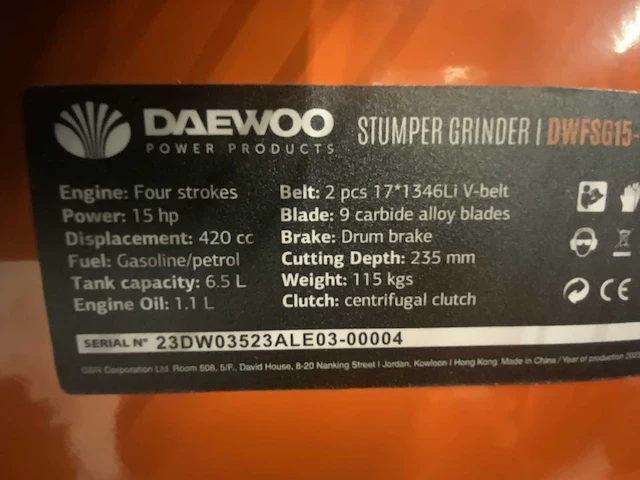 DAEWOO
POWER PRODUCTS
STUMPER GRINDER | DWFSG15-
Engine: Four strokes
Power: 15 hp
Displacement: 420 cc
Fuel: Gasoline/petrol
Tank capacity: 6.5 L
Engine Oil: 1.1 L
Belt: 2 pcs 17*1346Li V-belt
Blade: 9 carbide alloy blades
Brake: Drum brake
Cutting Depth: 235 mm
Weight: 115 kgs
Clutch: centrifugal clutch
CE
SERIAL N° 23DW03523ALE03-00004
GBR Corporation Ltd. Room 508, 5/F., David House, 8-20 Nanking Street | Jordan, Kowloon | Hong Kong. Made in China / Year of production